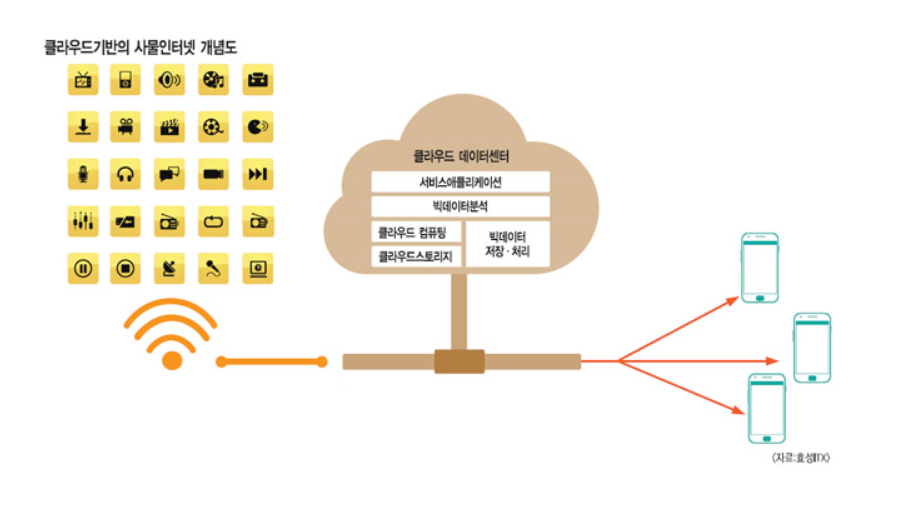 클라우드기반의 사물인터넷 개념도
클라우드 데이터센터
서비스애플리케이션
빅데이터분석
클라우드 컴퓨팅
클라우드스토리지
빅데이터
저장·처리
〈자료:효성ITX〉